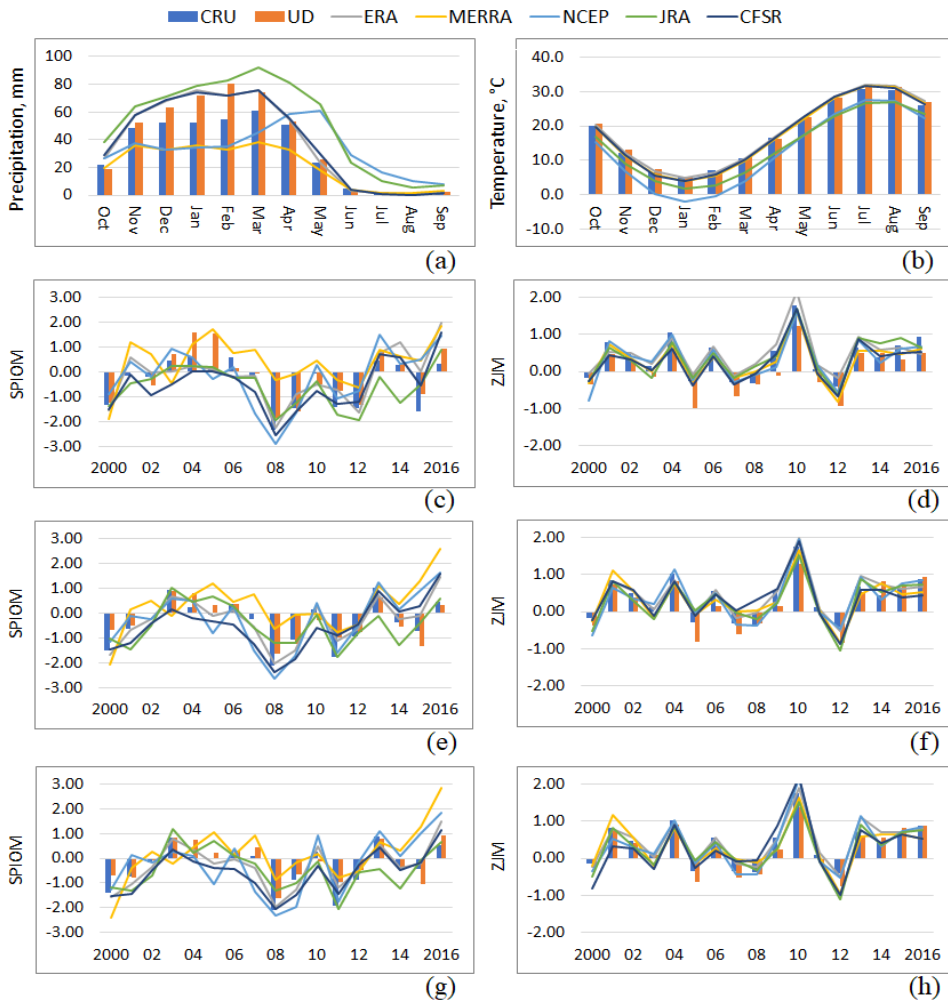 CRU UD ERA MERRA NCEP JRA CFSR
Precipitation, mm
100
80
60
40
20
0
Oct Nov Dec Jan Feb Mar Apr May Jun Jul Aug Sep
(a)
Temperature, °C
40.0
30.0
20.0
10.0
0.0
-10.0
Oct Nov Dec Jan Feb Mar Apr May Jun Jul Aug Sep
(b)
SPIOM
3.00
2.00
1.00
0.00
-1.00
-2.00
-3.00
2000 02 04 06 08 10 12 14 2016
(c)
ZJM
2.00
1.00
0.00
-1.00
-2.00
2000 02 04 06 08 10 12 14 2016
(d)
SPIOM
3.00
2.00
1.00
0.00
-1.00
-2.00
-3.00
2000 02 04 06 08 10 12 14 2016
(e)
ZJM
2.00
1.00
0.00
-1.00
-2.00
2000 02 04 06 08 10 12 14 2016
(f)
SPIOM
3.00
2.00
1.00
0.00
-1.00
-2.00
-3.00
2000 02 04 06 08 10 12 14 2016
(g)
ZJM
2.00
1.00
0.00
-1.00
-2.00
2000 02 04 06 08 10 12 14 2016
(h)